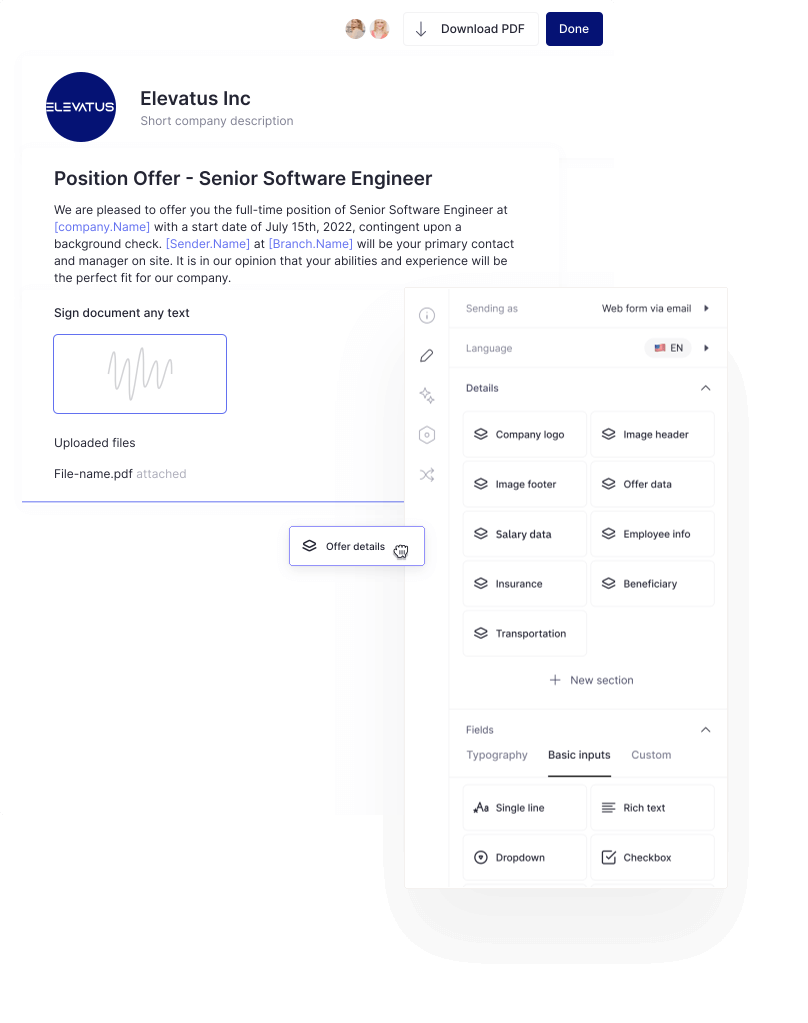 Download PDF
Done
ELEVATUS
Elevatus Inc
Short company description
Position Offer - Senior Software Engineer
We are pleased to offer you the full-time position of Senior Software Engineer at
[company.Name] with a start date of July 15th, 2022, contingent upon a
background check. [Sender.Name] at [Branch.Name] will be your primary contact
and manager on site. It is in our opinion that your abilities and experience will be
the perfect fit for our company.
Sign document any text
Uploaded files
File-name.pdf attached
Offer details
Sending as
Web form via email
Language
EN
Details
Company logo
Image header
Image footer
Offer data
Salary data
Employee info
Insurance
Beneficiary
Transportation
New section
Fields
Typography
Basic inputs
Custom
Aa Single line
Rich text
Dropdown
Checkbox